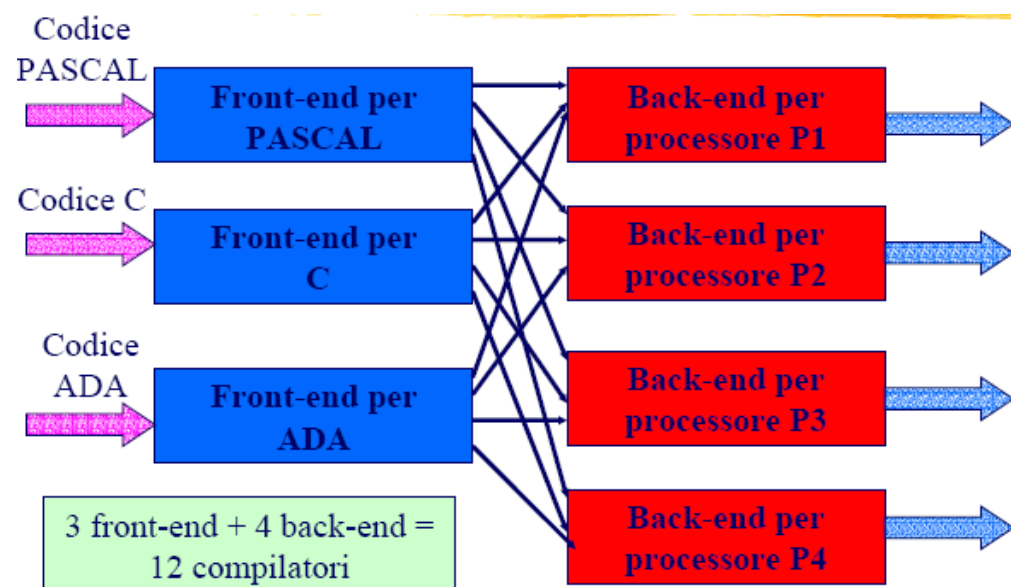 Codice
PASCAL
Front-end per
PASCAL
Back-end per
processore P1
Codice C
Front-end per
C
Back-end per
processore P2
Codice
ADA
Front-end per
ADA
Back-end per
processore P3
3 front-end + 4 back-end =
12 compilatori
Back-end per
processore P4